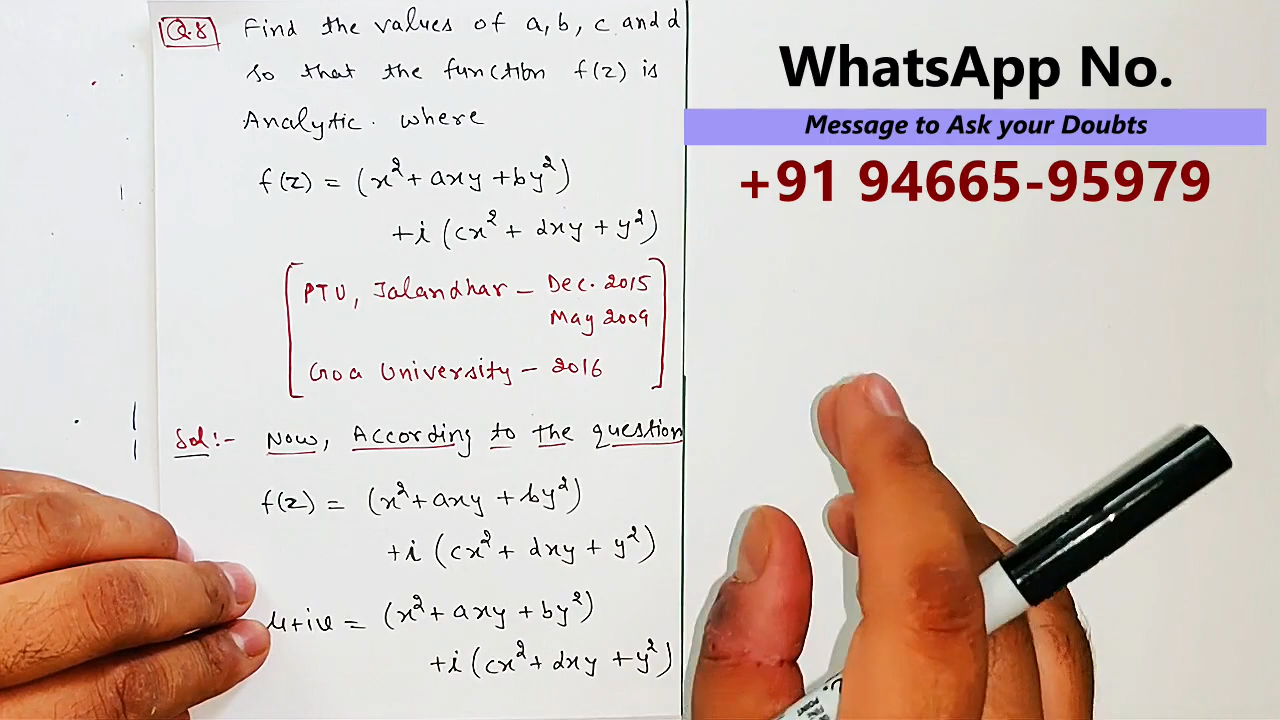 Q.8 Find the values of a, b, c and d
so that the function f(z) is
Analytic. where
f(z) = (x² + axy + by²)
+i (cx² + dxy + y²)
[PTU, Jalandhar – Dec. 2015
May 2009
Goa University – 2016]
Sol:- Now, According to the question
f(z) = (x² + axy + by²)
+i (cx² + dxy + y²)
u+iv = (x² + axy + by²)
+i (cx² + dxy + y²)
WhatsApp No.
Message to Ask your Doubts
+91 94665-95979
FINE
POINT